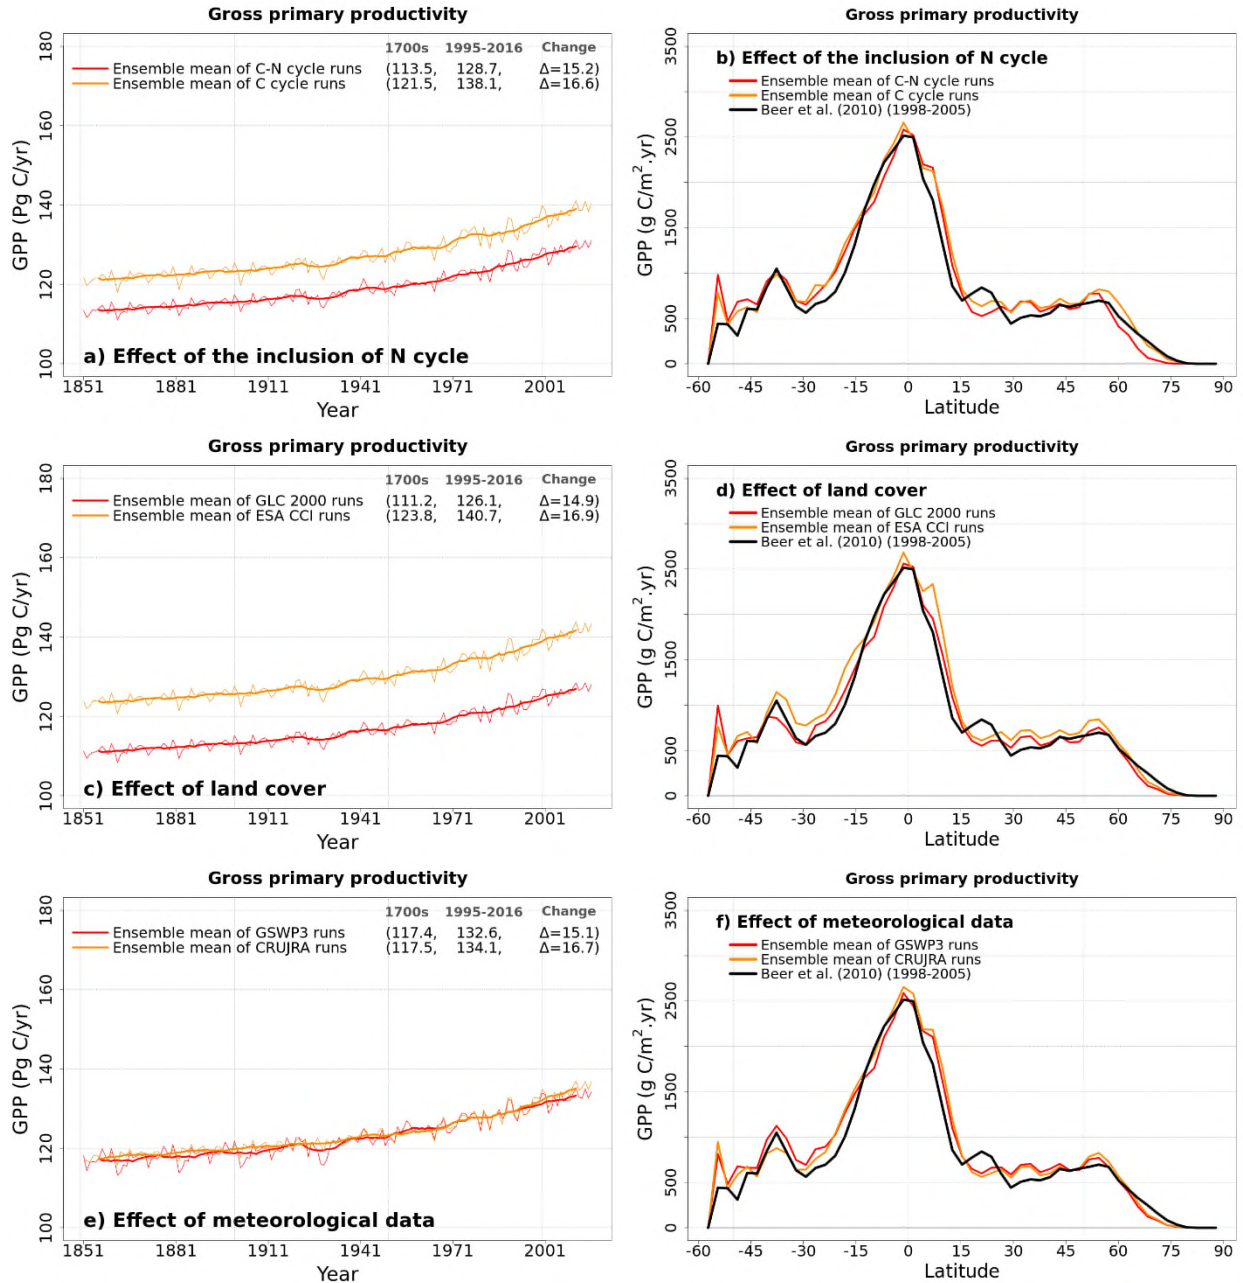 Gross primary productivity
180
160
140
120
100
GPP (Pg C/yr)
1700s 1995-2016 Change
Ensemble mean of C-N cycle runs (113.5, 128.7, Δ=15.2)
Ensemble mean of C cycle runs (121.5, 138.1, Δ=16.6)
a) Effect of the inclusion of N cycle
1851 1881 1911 1941 1971 2001
Year
Gross primary productivity
3500
2500
1500
500
0
GPP (g C/m².yr)
b) Effect of the inclusion of N cycle
Ensemble mean of C-N cycle runs
Ensemble mean of C cycle runs
Beer et al. (2010) (1998-2005)
-60 -45 -30 -15 0 15 30 45 60 75 90
Latitude
Gross primary productivity
180
160
140
120
100
GPP (Pg C/yr)
1700s 1995-2016 Change
Ensemble mean of GLC 2000 runs (111.2, 126.1, Δ=14.9)
Ensemble mean of ESA CCI runs (123.8, 140.7, Δ=16.9)
c) Effect of land cover
1851 1881 1911 1941 1971 2001
Year
Gross primary productivity
3500
2500
1500
500
0
GPP (g C/m².yr)
d) Effect of land cover
Ensemble mean of GLC 2000 runs
Ensemble mean of ESA CCI runs
Beer et al. (2010) (1998-2005)
-60 -45 -30 -15 0 15 30 45 60 75 90
Latitude
Gross primary productivity
180
160
140
120
100
GPP (Pg C/yr)
1700s 1995-2016 Change
Ensemble mean of GSWP3 runs (117.4, 132.6, Δ=15.1)
Ensemble mean of CRUJRA runs (117.5, 134.1, Δ=16.7)
e) Effect of meteorological data
1851 1881 1911 1941 1971 2001
Year
Gross primary productivity
3500
2500
1500
500
0
GPP (g C/m².yr)
f) Effect of meteorological data
Ensemble mean of GSWP3 runs
Ensemble mean of CRUJRA runs
Beer et al. (2010) (1998-2005)
-60 -45 -30 -15 0 15 30 45 60 75 90
Latitude